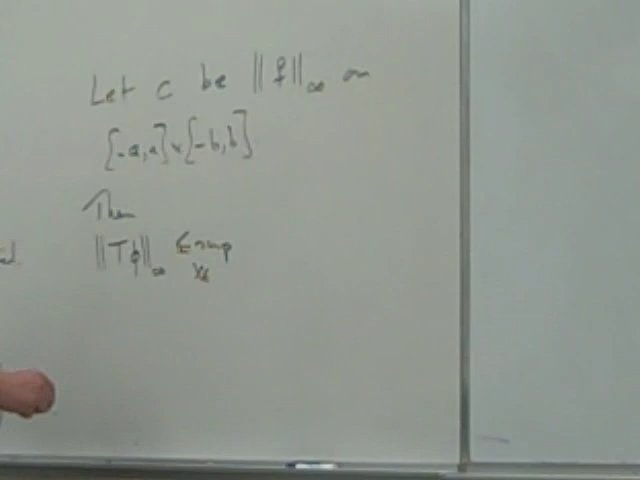 Let c be ||f||∞ on
[-a,a]×[-b,b]
Then
||Tϕ||∞ ≤ sup